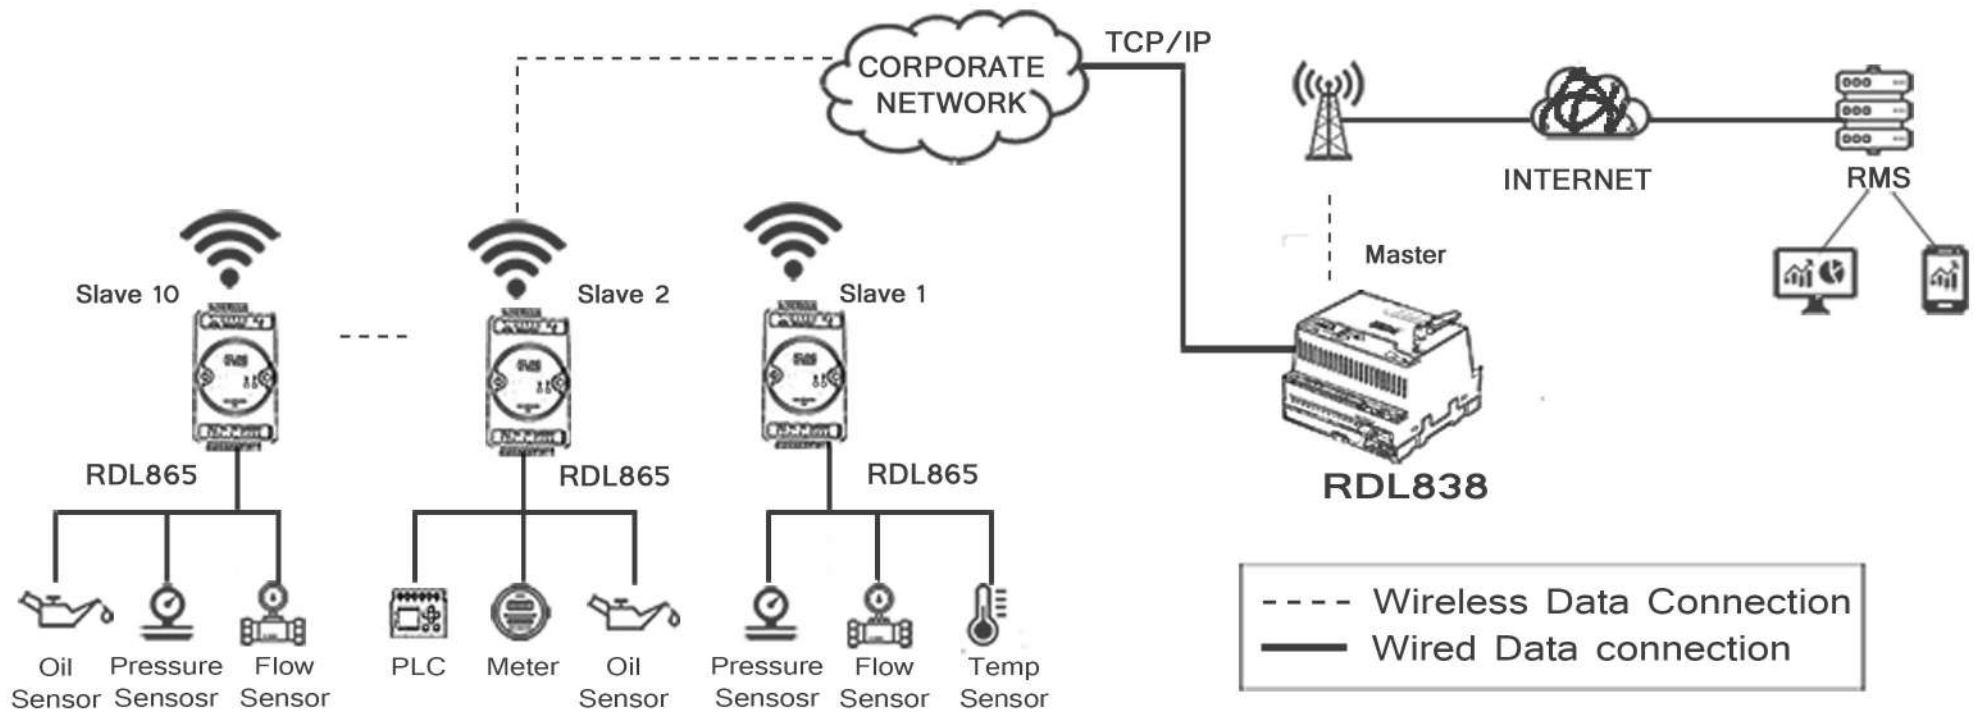 TCP/IP
CORPORATE
NETWORK
INTERNET
RMS
Master
Slave 10
Slave 2
Slave 1
RDL865
RDL865
RDL865
RDL838
Oil
Sensor
Pressure
Sensosr
Flow
Sensor
PLC
Meter
Oil
Sensor
Pressure
Sensosr
Flow
Sensor
Temp
Sensor
Wireless Data Connection
Wired Data connection